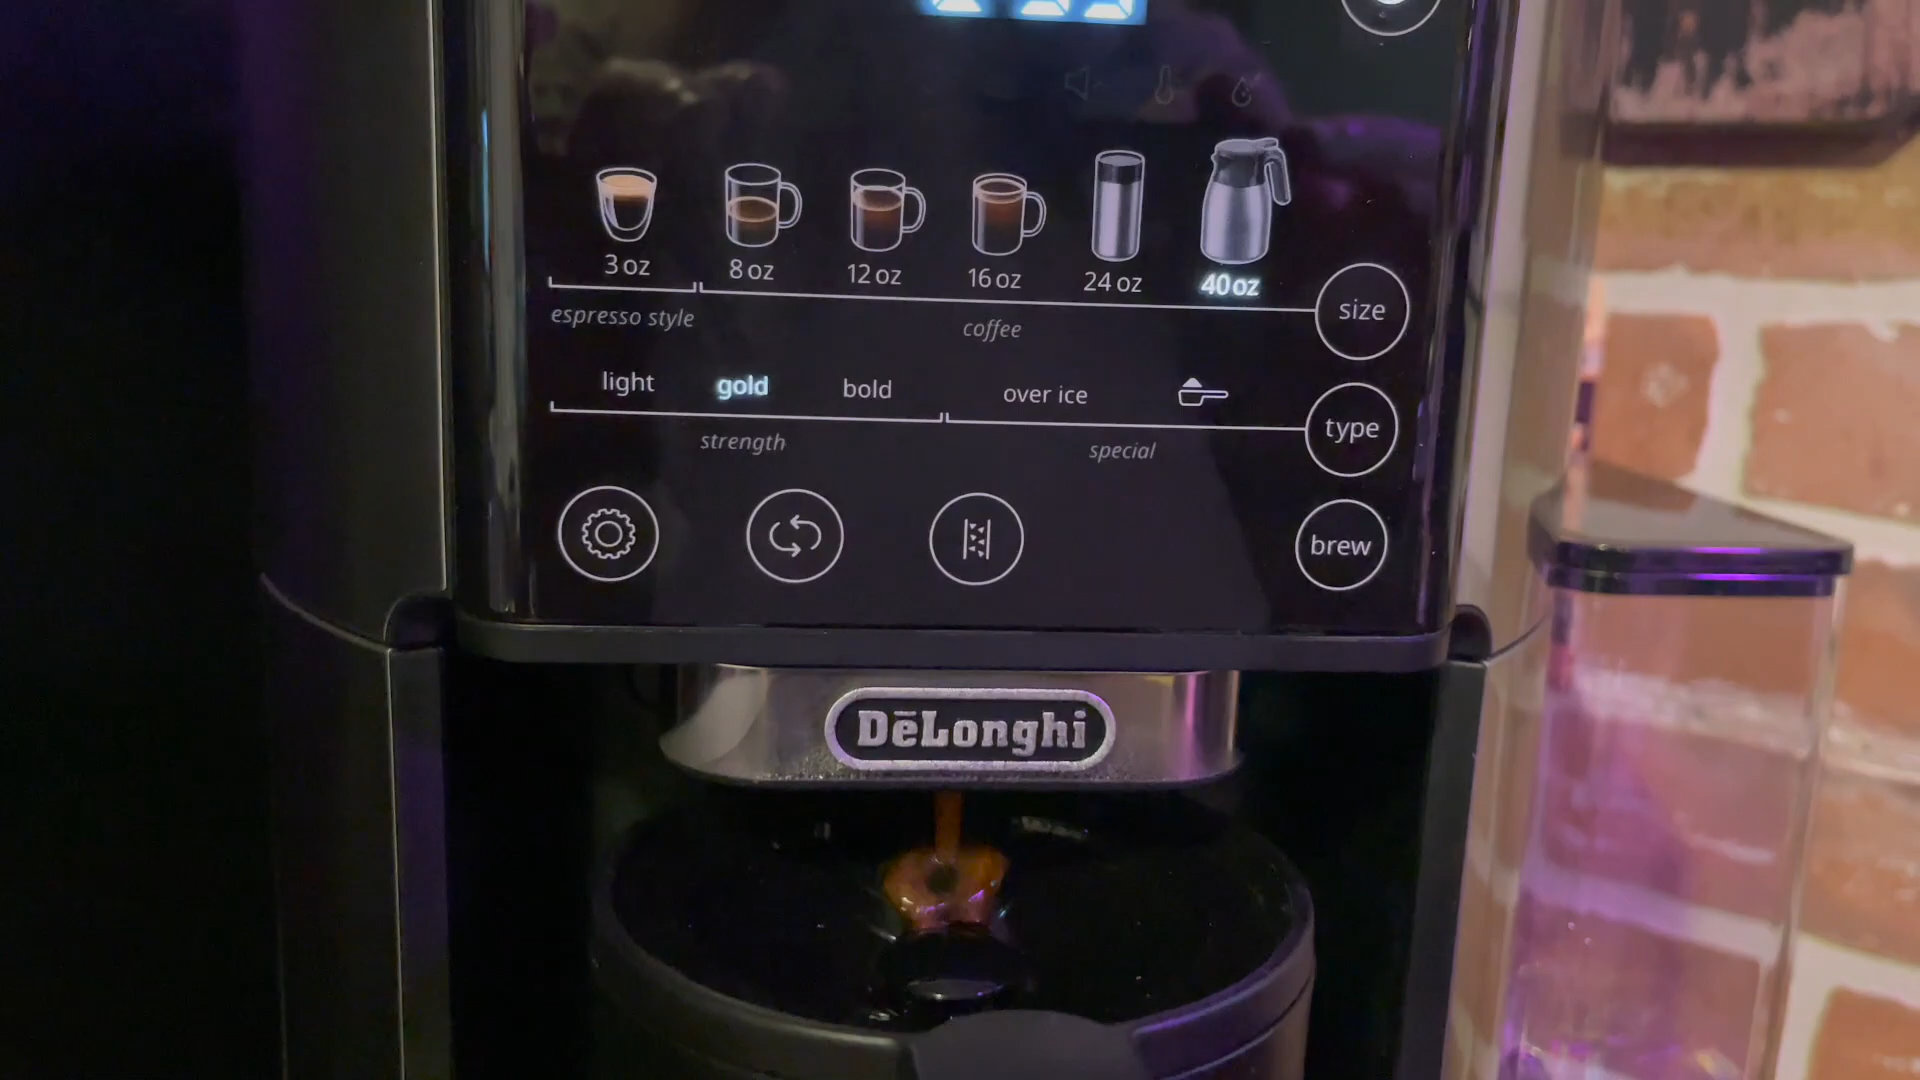 3 oz 8 oz 12 oz 16 oz 24 oz 40 oz
size
espresso style coffee
light gold bold over ice
type
strength special
brew
DēLonghi